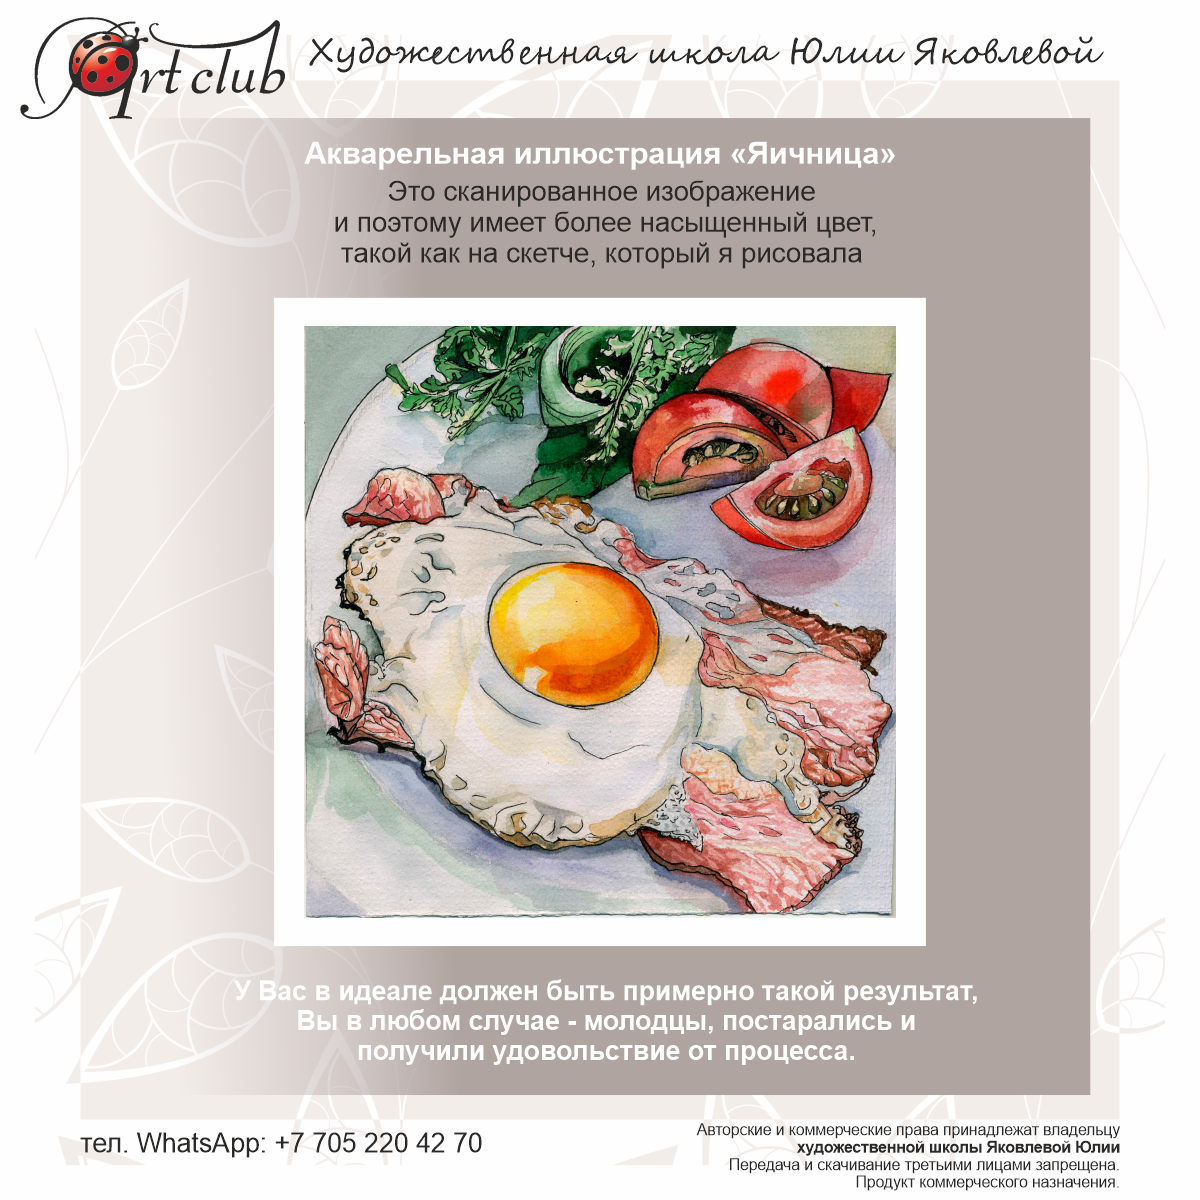 Art club
Художественная школа Юлии Яковлевой
Акварельная иллюстрация «Яичница»
Это сканированное изображение
и поэтому имеет более насыщенный цвет,
такой как на скетче, который я рисовала
У Вас в идеале должен быть примерно такой результат,
Вы в любом случае - молодцы, постарались и
получили удовольствие от процесса.
тел. WhatsApp: +7 705 220 42 70
Авторские и коммерческие права принадлежат владельцу
художественной школы Яковлевой Юлии
Передача и скачивание третьими лицами запрещена.
Продукт коммерческого назначения.